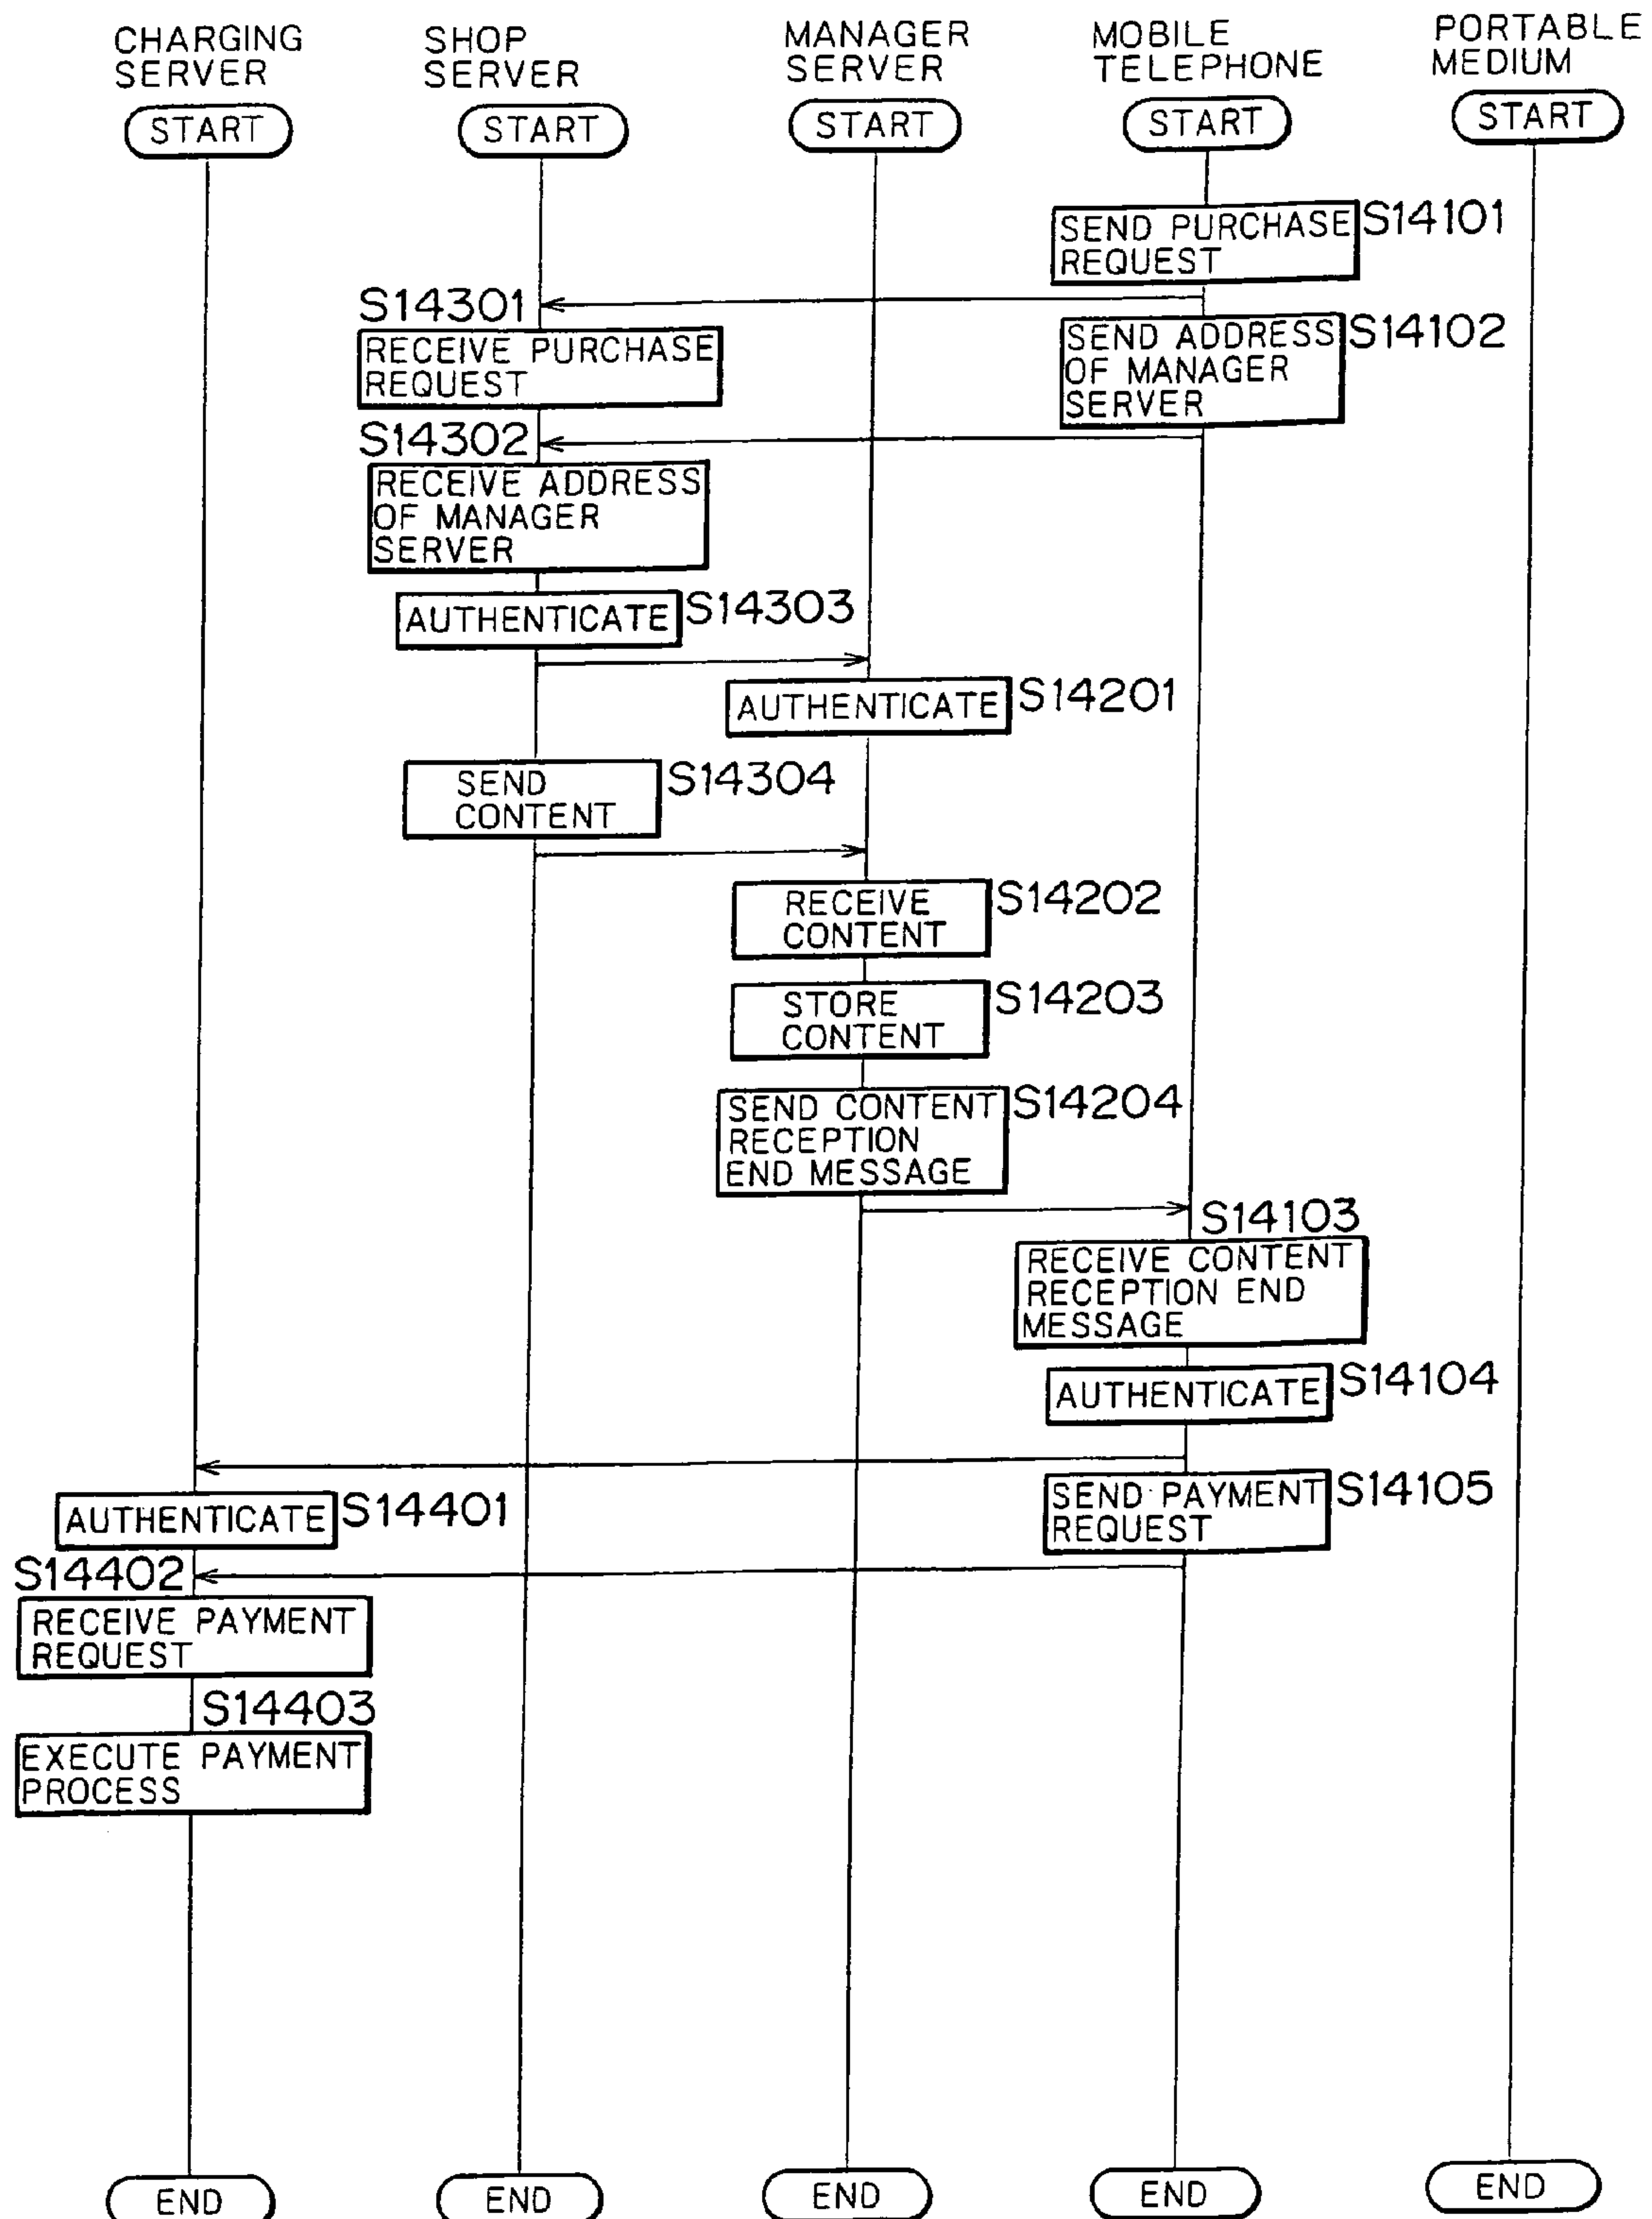 CHARGING
SERVER
SHOP
SERVER
MANAGER
SERVER
MOBILE
TELEPHONE
PORTABLE
MEDIUM
START
START
START
START
START
SEND PURCHASE
REQUEST
S14101
S14301
RECEIVE PURCHASE
REQUEST
SEND ADDRESS
OF MANAGER
SERVER
S14102
S14302
RECEIVE ADDRESS
OF MANAGER
SERVER
AUTHENTICATE
S14303
AUTHENTICATE
S14201
SEND
CONTENT
S14304
RECEIVE
CONTENT
S14202
STORE
CONTENT
S14203
SEND CONTENT
RECEPTION
END MESSAGE
S14204
S14103
RECEIVE CONTENT
RECEPTION END
MESSAGE
AUTHENTICATE
S14104
AUTHENTICATE
S14401
SEND PAYMENT
REQUEST
S14105
S14402
RECEIVE PAYMENT
REQUEST
S14403
EXECUTE PAYMENT
PROCESS
END
END
END
END
END